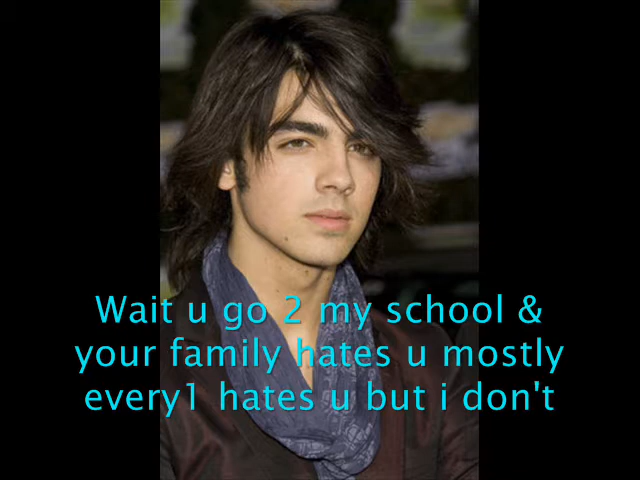 Wait u go 2 my school &
your family hates u mostly
every1 hates u but i don't